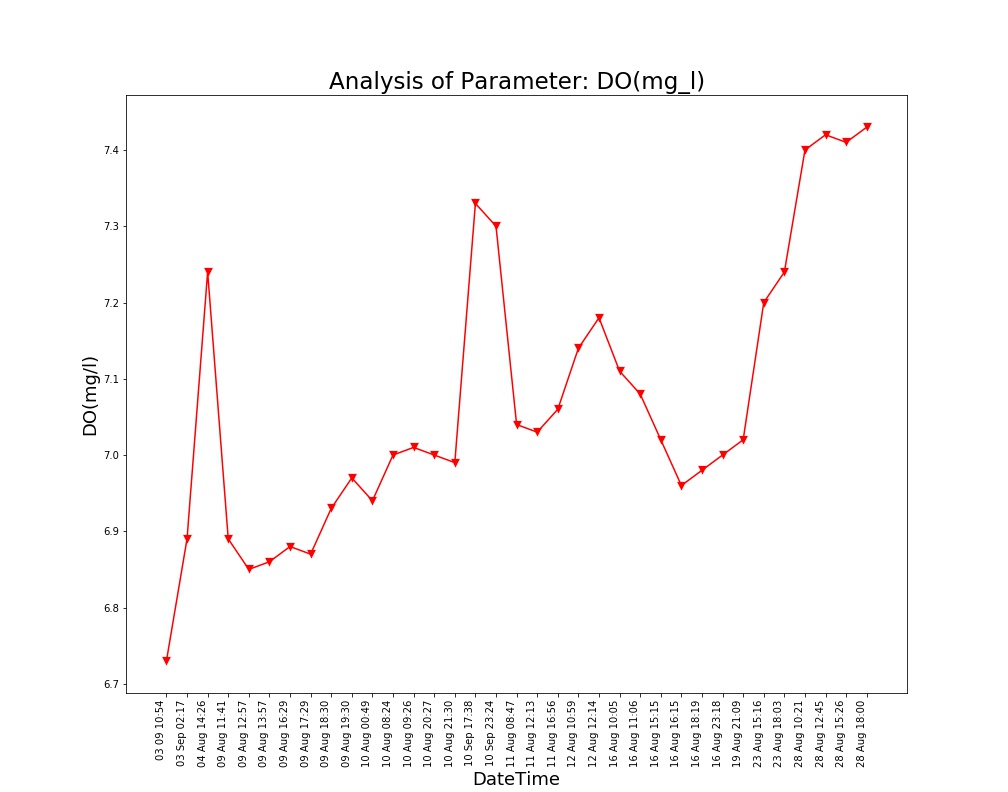 Analysis of Parameter: DO(mg_l)
DO(mg/l)
7.4
7.3
7.2
7.1
7.0
6.9
6.8
6.7
03 09 10:54
03 Sep 02:17
04 Aug 14:26
09 Aug 11:41
09 Aug 12:57
09 Aug 13:57
09 Aug 16:29
09 Aug 17:29
09 Aug 18:30
09 Aug 19:30
10 Aug 00:49
10 Aug 08:24
10 Aug 09:26
10 Aug 20:27
10 Aug 21:30
10 Sep 17:38
10 Sep 23:24
11 Aug 08:47
11 Aug 12:13
11 Aug 16:56
12 Aug 10:59
12 Aug 12:14
16 Aug 10:05
16 Aug 11:06
16 Aug 15:15
16 Aug 16:15
16 Aug 18:19
16 Aug 23:18
19 Aug 21:09
23 Aug 15:16
23 Aug 18:03
28 Aug 10:21
28 Aug 12:45
28 Aug 15:26
28 Aug 18:00
DateTime